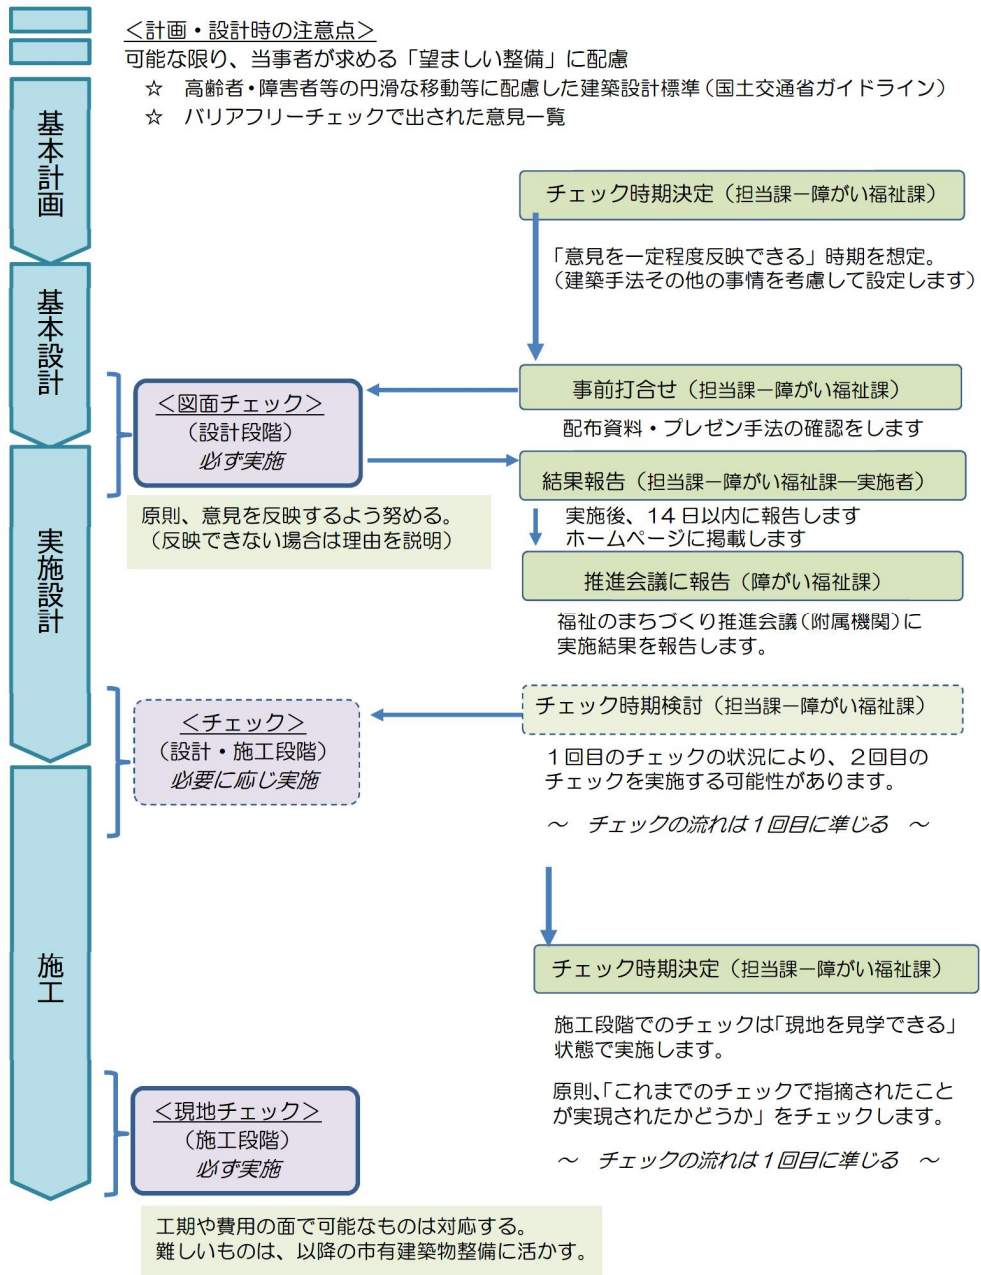 ＜計画・設計時の注意点＞
可能な限り、当事者が求める「望ましい整備」に配慮
☆　高齢者・障害者等の円滑な移動等に配慮した建築設計標準（国土交通省ガイドライン）
☆　バリアフリーチェックで出された意見一覧
基本計画
チェック時期決定（担当課－障がい福祉課）
「意見を一定程度反映できる」時期を想定。
（建築手法その他の事情を考慮して設定します）
基本設計
事前打合せ（担当課－障がい福祉課）
配布資料・プレゼン手法の確認をします
＜図面チェック＞
（設計段階）
必ず実施
結果報告（担当課－障がい福祉課―実施者）
原則、意見を反映するよう努める。
（反映できない場合は理由を説明）
実施後、14日以内に報告します
ホームページに掲載します
実施設計
推進会議に報告（障がい福祉課）
福祉のまちづくり推進会議（附属機関）に
実施結果を報告します。
チェック時期検討（担当課－障がい福祉課）
＜チェック＞
（設計・施工段階）
必要に応じ実施
１回目のチェックの状況により、２回目の
チェックを実施する可能性があります。
～　チェックの流れは１回目に準じる　～
施工
チェック時期決定（担当課－障がい福祉課）
施工段階でのチェックは「現地を見学できる」
状態で実施します。
原則、「これまでのチェックで指摘されたこと
が実現されたかどうか」をチェックします。
～　チェックの流れは１回目に準じる　～
＜現地チェック＞
（施工段階）
必ず実施
工期や費用の面で可能なものは対応する。
難しいものは、以降の市有建築物整備に活かす。